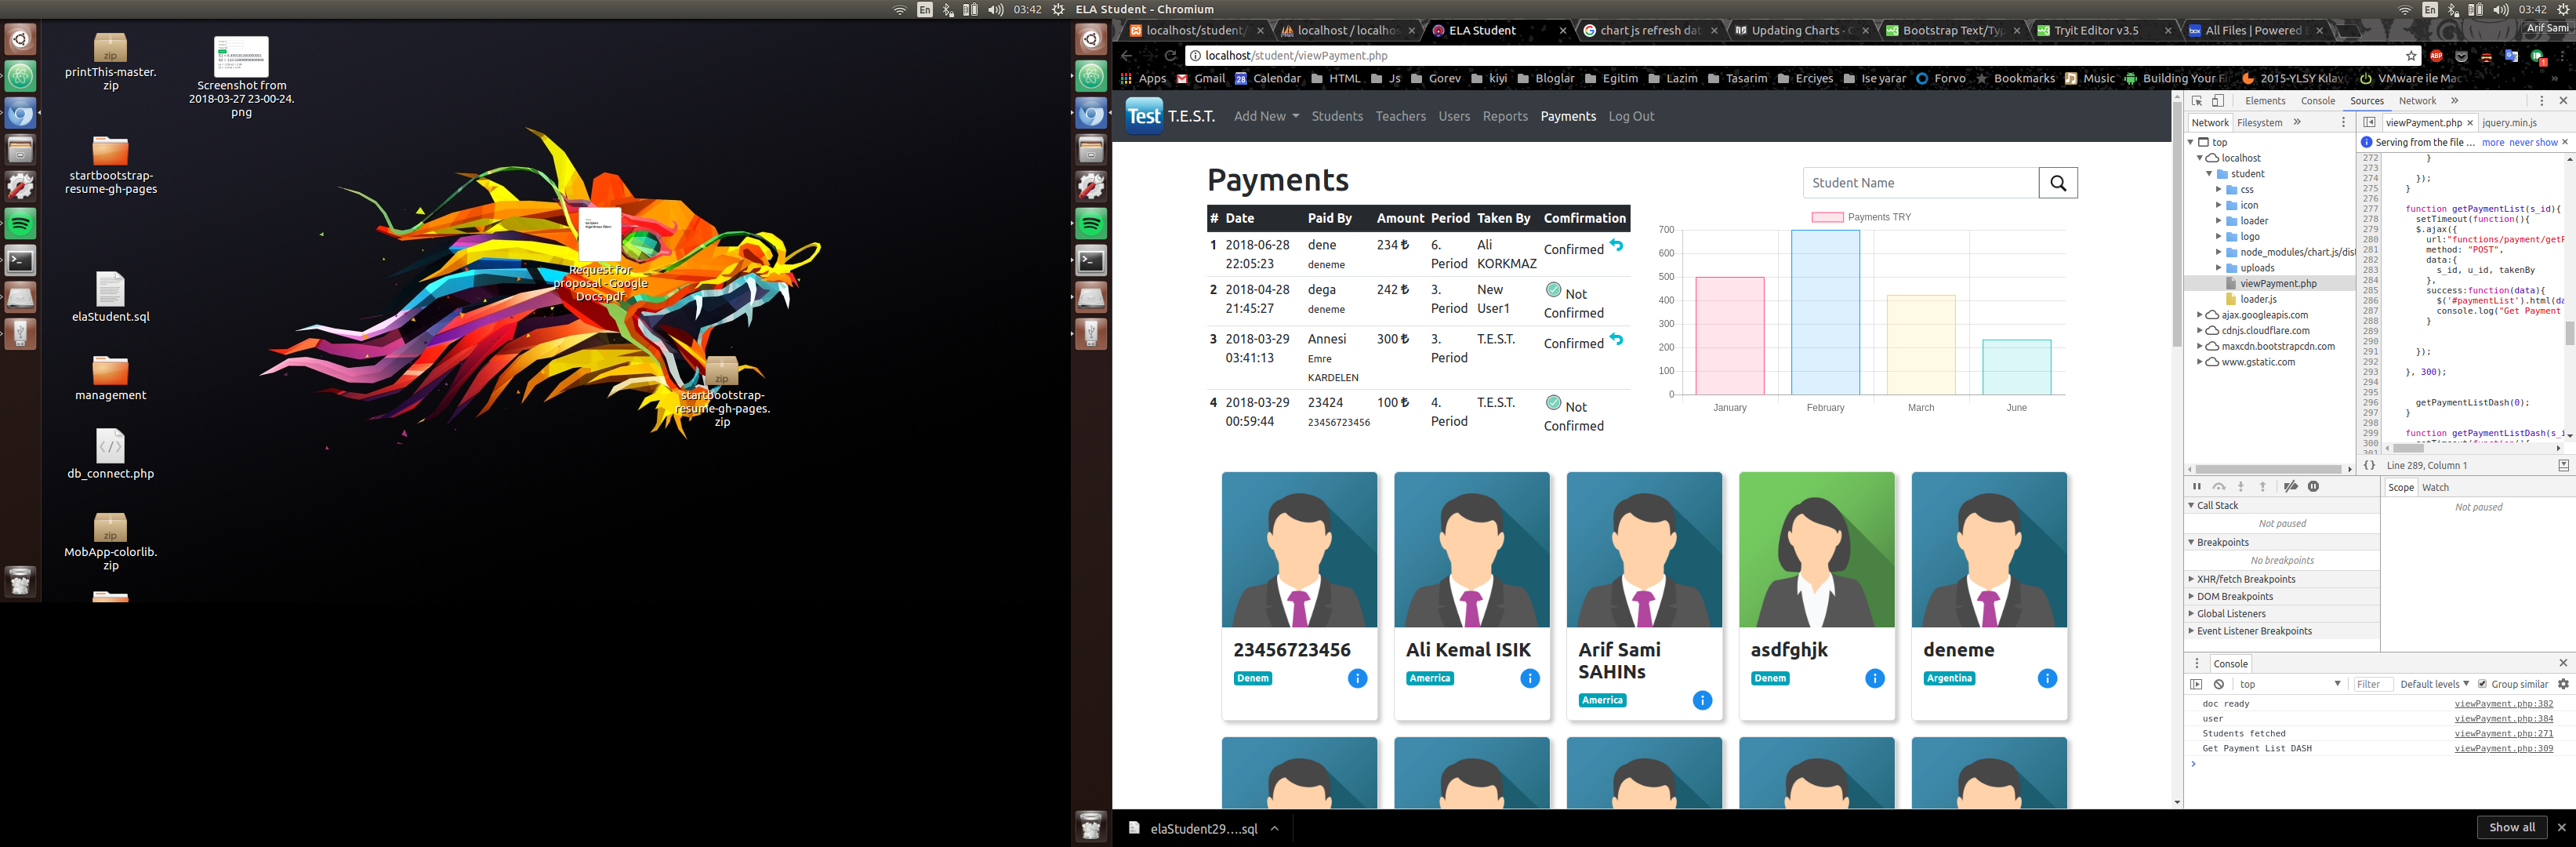 En
03:42
ELA Student - Chromium
En
03:42
printThis-master.
zip
Screenshot from
2018-03-27 23-00-24.
png
startbootstrap-
resume-gh-pages
elaStudent.sql
management
db_connect.php
zip
MobApp-colorlib.
zip
Request for
proposal - Google
Docs.pdf
zip
startbootstrap-
resume-gh-pages.
zip
localhost/student/
localhost / localhos
ELA Student
chart js refresh dat
Updating Charts - C
Bootstrap Text/Typ
Tryit Editor v3.5
All Files | Powered
Arif Sami
localhost/student/viewPayment.php
Apps Gmail Calendar HTML Js Gorev kiyi Bloglar Egitim Lazim Tasarim Erciyes Ise yarar Forvo Bookmarks Music Building Your Fi 2015-YLSY Kılav VMware ile Mac
Test T.E.S.T. Add New Students Teachers Users Reports Payments Log Out
Payments
Student Name
# Date Paid By Amount Period Taken By Comfirmation
1 2018-06-28 22:05:23 dene deneme 234 ₺ 6. Period Ali KORKMAZ Confirmed
2 2018-04-28 21:45:27 dega deneme 242 ₺ 3. Period New User1 Not Confirmed
3 2018-03-29 03:41:13 Annesi Emre KARDELEN 300 ₺ 3. Period T.E.S.T. Confirmed
4 2018-03-29 00:59:44 23424 23456723456 100 ₺ 4. Period T.E.S.T. Not Confirmed
Payments TRY
700
600
500
400
300
200
100
0
January February March June
23456723456
Denem
Ali Kemal ISIK
Amerrica
Arif Sami
SAHINs
Amerrica
asdfghjk
Denem
deneme
Argentina
Elements Console Sources Network
Network Filesystem
top
localhost
student
css
icon
loader
logo
node_modules/chart.js/dist
uploads
viewPayment.php
loader.js
ajax.googleapis.com
cdnjs.cloudflare.com
maxcdn.bootstrapcdn.com
www.gstatic.com
viewPayment.php jquery.min.js
Serving from the file ... more never show
272 }
273
274 });
275 }
276
277 function getPaymentList(s_id){
278 setTimeout(function(){
279 $.ajax({
280 url:"functions/payment/getP
281 method: "POST",
282 data:{
283 s_id, u_id, takenBy
284 },
285 success:function(data){
286 $('#paymentList').html(da
287 console.log("Get Payment
288 }
289
290
291 });
292
293 }, 300);
294
295
296 getPaymentListDash(0);
297 }
298
299 function getPaymentListDash(s_i
300 setTimeout(function(){
301
{} Line 289, Column 1
Call Stack
Not paused
Breakpoints
No breakpoints
XHR/fetch Breakpoints
DOM Breakpoints
Global Listeners
Event Listener Breakpoints
Scope Watch
Not paused
Console
top Filter Default levels Group similar
doc ready viewPayment.php:382
user viewPayment.php:384
Students fetched viewPayment.php:271
Get Payment List DASH viewPayment.php:309
elaStudent29....sql
Show all